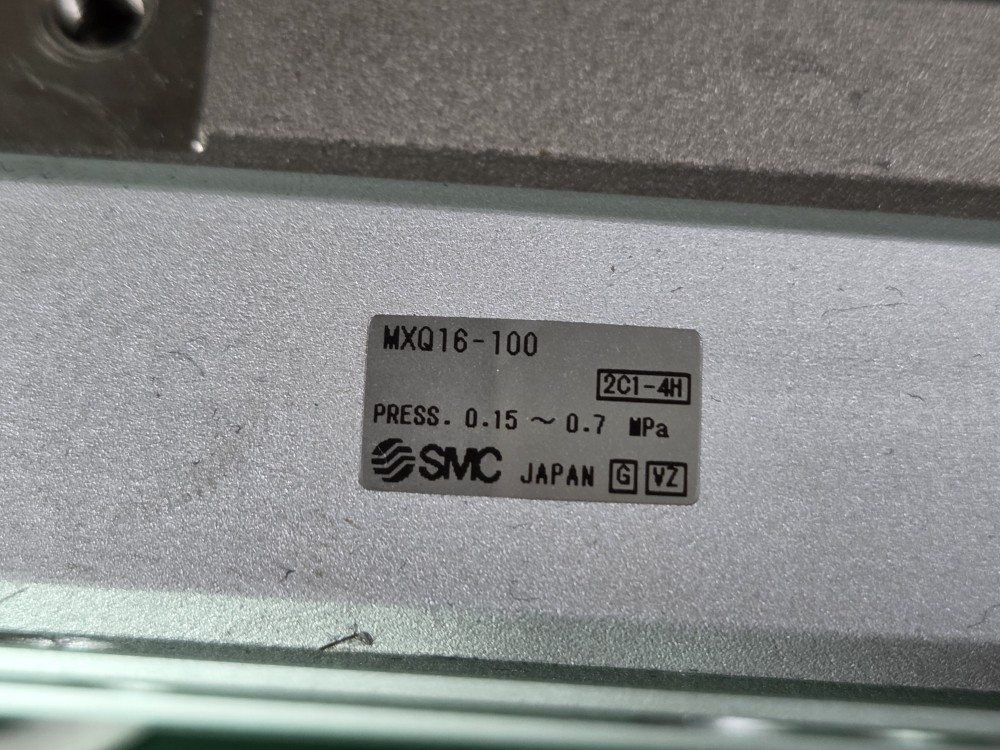 MXQ16-100
2C1-4H
PRESS. 0.15 ~ 0.7 MPa
SMC JAPAN G VZ